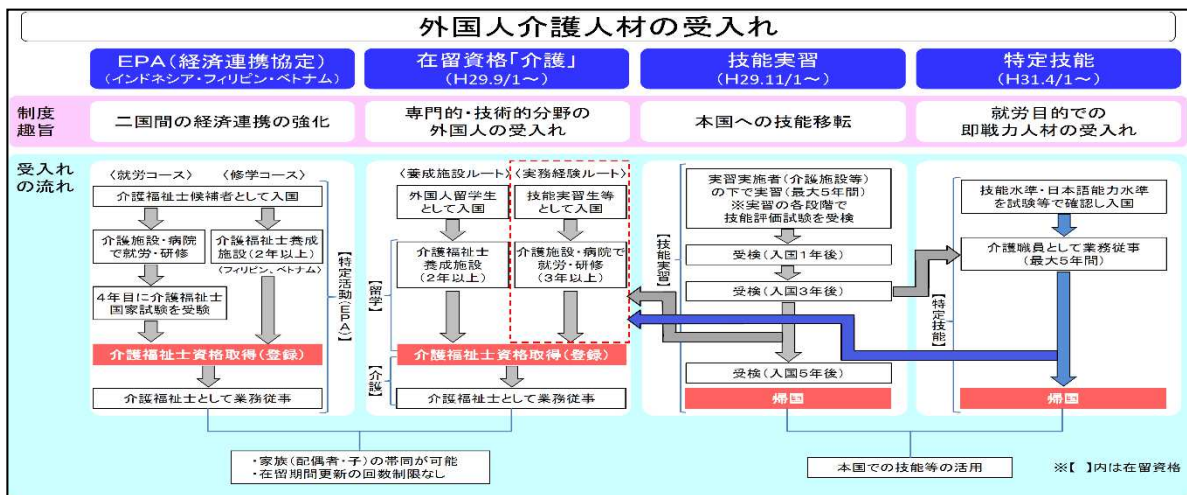 外国人介護人材の受入れ
EPA(経済連携協定)
(インドネシア・フィリピン・ベトナム)
在留資格「介護」
(H29.9/1~)
技能実習
(H29.11/1~)
特定技能
(H31.4/1~)
制度
趣旨
二国間の経済連携の強化
専門的・技術的分野の
外国人の受入れ
本国への技能移転
就労目的での
即戦力人材の受入れ
受入れ
の流れ
〈就労コース〉
〈修学コース〉
介護福祉士候補者として入国
介護施設・病院
で就労・研修
介護福祉士養成
施設(2年以上)
(フィリピン、ベトナム)
4年目に介護福祉士
国家試験を受験
介護福祉士資格取得(登録)
介護福祉士として業務従事
【特定活動(EPA)】
〈養成施設ルート〉
〈実務経験ルート〉
外国人留学生
として入国
技能実習生等
として入国
介護福祉士
養成施設
(2年以上)
介護施設・病院で
就労・研修
(3年以上)
【留学】
介護福祉士資格取得(登録)
【介護】
介護福祉士として業務従事
・家族(配偶者・子)の帯同が可能
・在留期間更新の回数制限なし
実習実施者(介護施設等)
の下で実習(最大5年間)
※実習の各段階で
技能評価試験を受検
受検(入国1年後)
受検(入国3年後)
【技能実習】
受検(入国5年後)
帰国
技能水準・日本語能力水準
を試験等で確認し入国
介護職員として業務従事
(最大5年間)
【特定技能】
帰国
本国での技能等の活用
※【 】内は在留資格